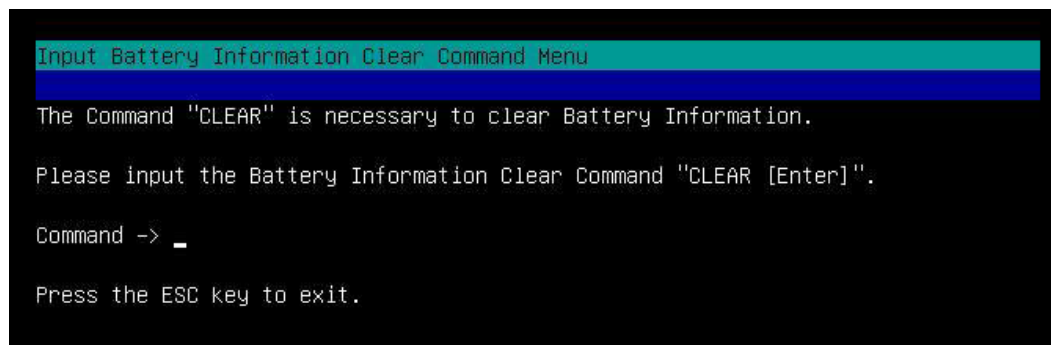 Input Battery Information Clear Command Menu
The Command "CLEAR" is necessary to clear Battery Information.
Please input the Battery Information Clear Command "CLEAR [Enter]".
Command -> _
Press the ESC key to exit.